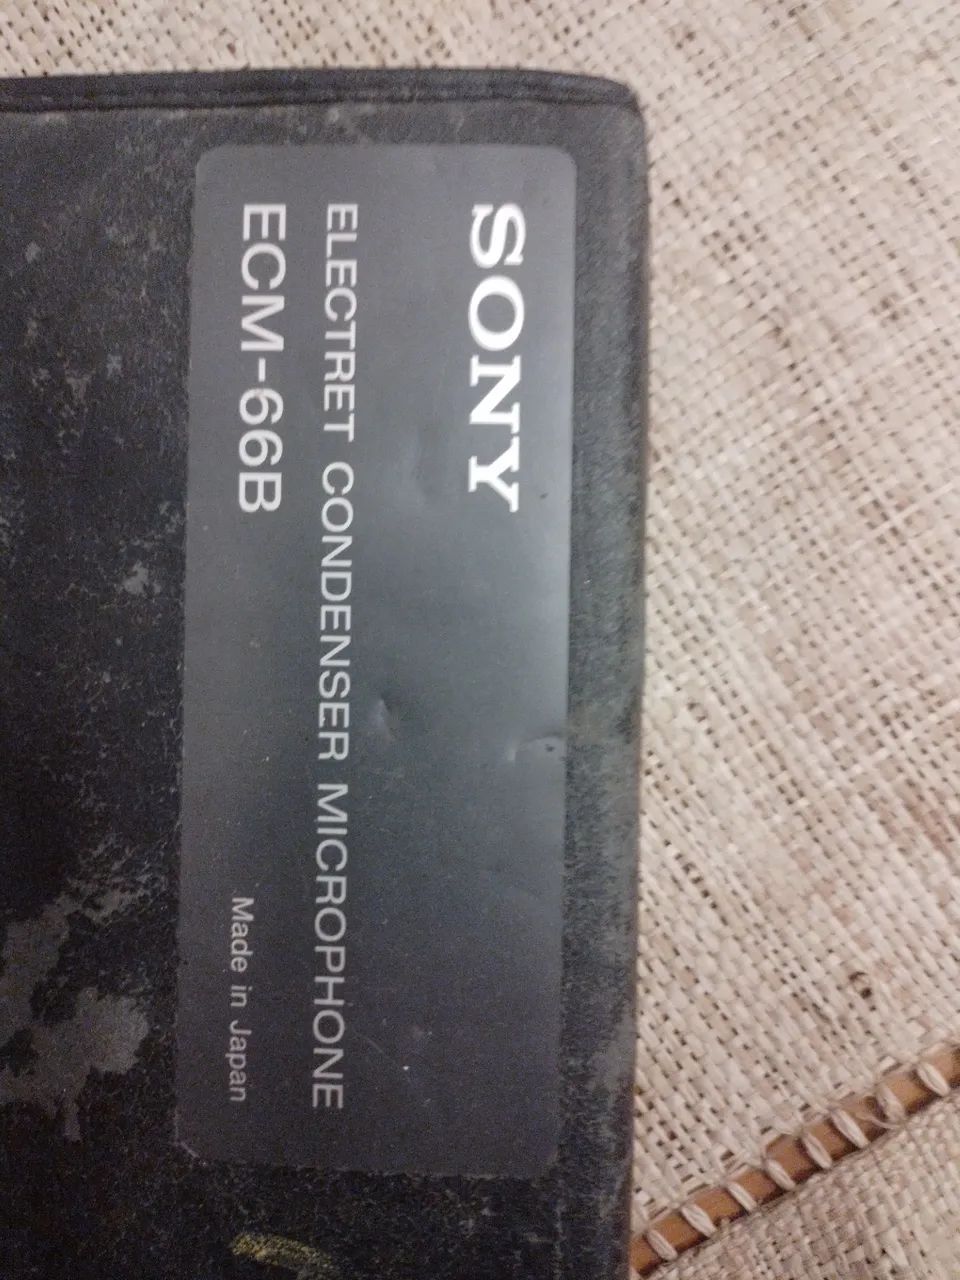 SONY
ELECTRET CONDENSER MICROPHONE
ECM-66B
Made in Japan